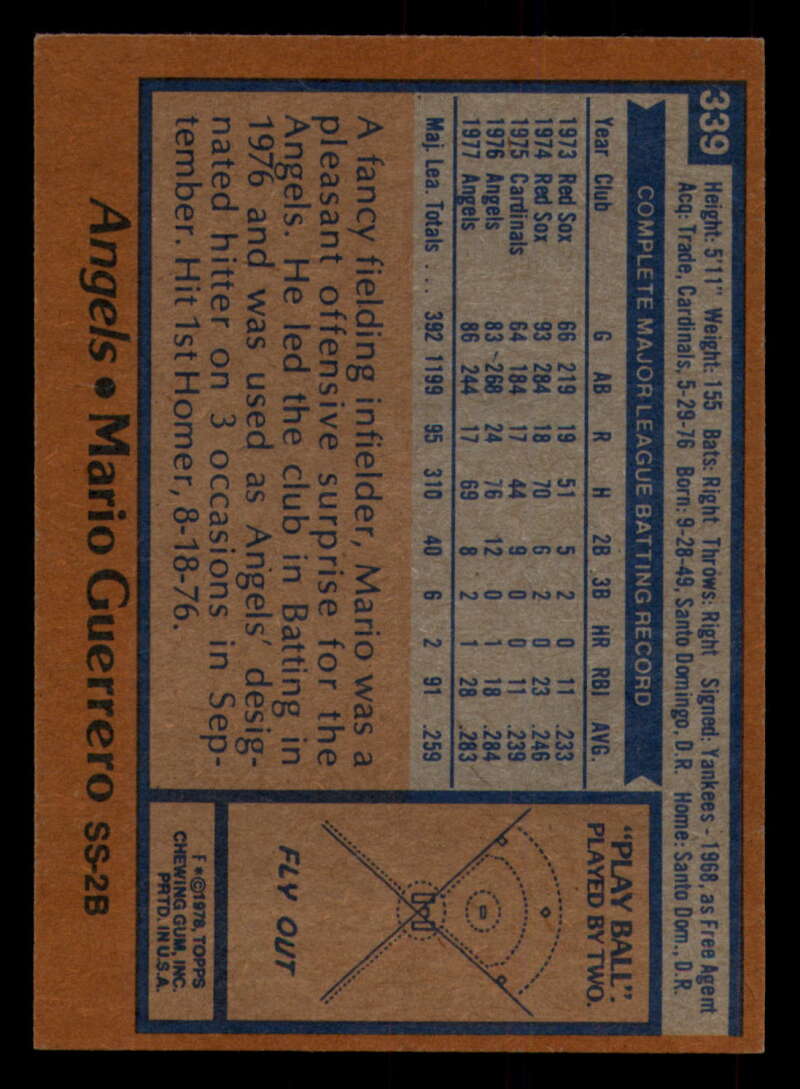 339
Height: 5'11" Weight: 155 Bats: Right Throws: Right Signed: Yankees - 1968, as Free Agent
Acq: Trade, Cardinals, 5-29-76 Born: 9-28-49, Santo Domingo, D.R. Home: Santo Dom., D.R.
COMPLETE MAJOR LEAGUE BATTING RECORD
Year Club G AB R H 2B 3B HR RBI AVG.
1973 Red Sox 66 219 19 51 5 2 0 11 .233
1974 Red Sox 93 284 18 70 6 2 0 23 .246
1975 Cardinals 64 184 17 44 9 0 0 11 .239
1976 Angels 83 268 24 76 12 0 1 18 .284
1977 Angels 86 244 17 69 8 2 1 28 .283
Maj. Lea. Totals . . . 392 1199 95 310 40 6 2 91 .259
A fancy fielding infielder, Mario was a
pleasant offensive surprise for the
Angels. He led the club in Batting in
1976 and was used as Angels' desig-
nated hitter on 3 occasions in Sep-
tember. Hit 1st Homer, 8-18-76.
"PLAY BALL".
PLAYED BY TWO.
FLY OUT
F*©1978, TOPPS
CHEWING GUM, INC.
PRTD. IN U.S.A.
Angels • Mario Guerrero SS-2B